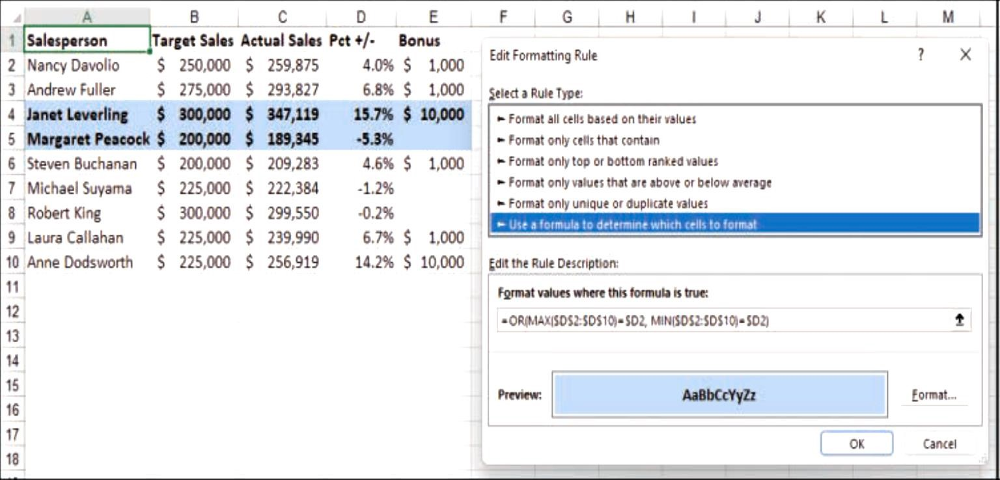 A B C D E F G H I J K L M
1 Salesperson Target Sales Actual Sales Pct +/- Bonus
2 Nancy Davolio $ 250,000 $ 259,875 4.0% $ 1,000
3 Andrew Fuller $ 275,000 $ 293,827 6.8% $ 1,000
4 Janet Leverling $ 300,000 $ 347,119 15.7% $ 10,000
5 Margaret Peacock $ 200,000 $ 189,345 -5.3%
6 Steven Buchanan $ 200,000 $ 209,283 4.6% $ 1,000
7 Michael Suyama $ 225,000 $ 222,384 -1.2%
8 Robert King $ 300,000 $ 299,550 -0.2%
9 Laura Callahan $ 225,000 $ 239,990 6.7% $ 1,000
10 Anne Dodsworth $ 225,000 $ 256,919 14.2% $ 10,000
11
12
13
14
15
16
17
18
Edit Formatting Rule ?
Select a Rule Type:
► Format all cells based on their values
► Format only cells that contain
► Format only top or bottom ranked values
► Format only values that are above or below average
► Format only unique or duplicate values
► Use a formula to determine which cells to format
Edit the Rule Description:
Format values where this formula is true:
=OR(MAX($D$2:$D$10)=$D2, MIN($D$2:$D$10)=$D2)
Preview: AaBbCcYyZz Format...
OK Cancel